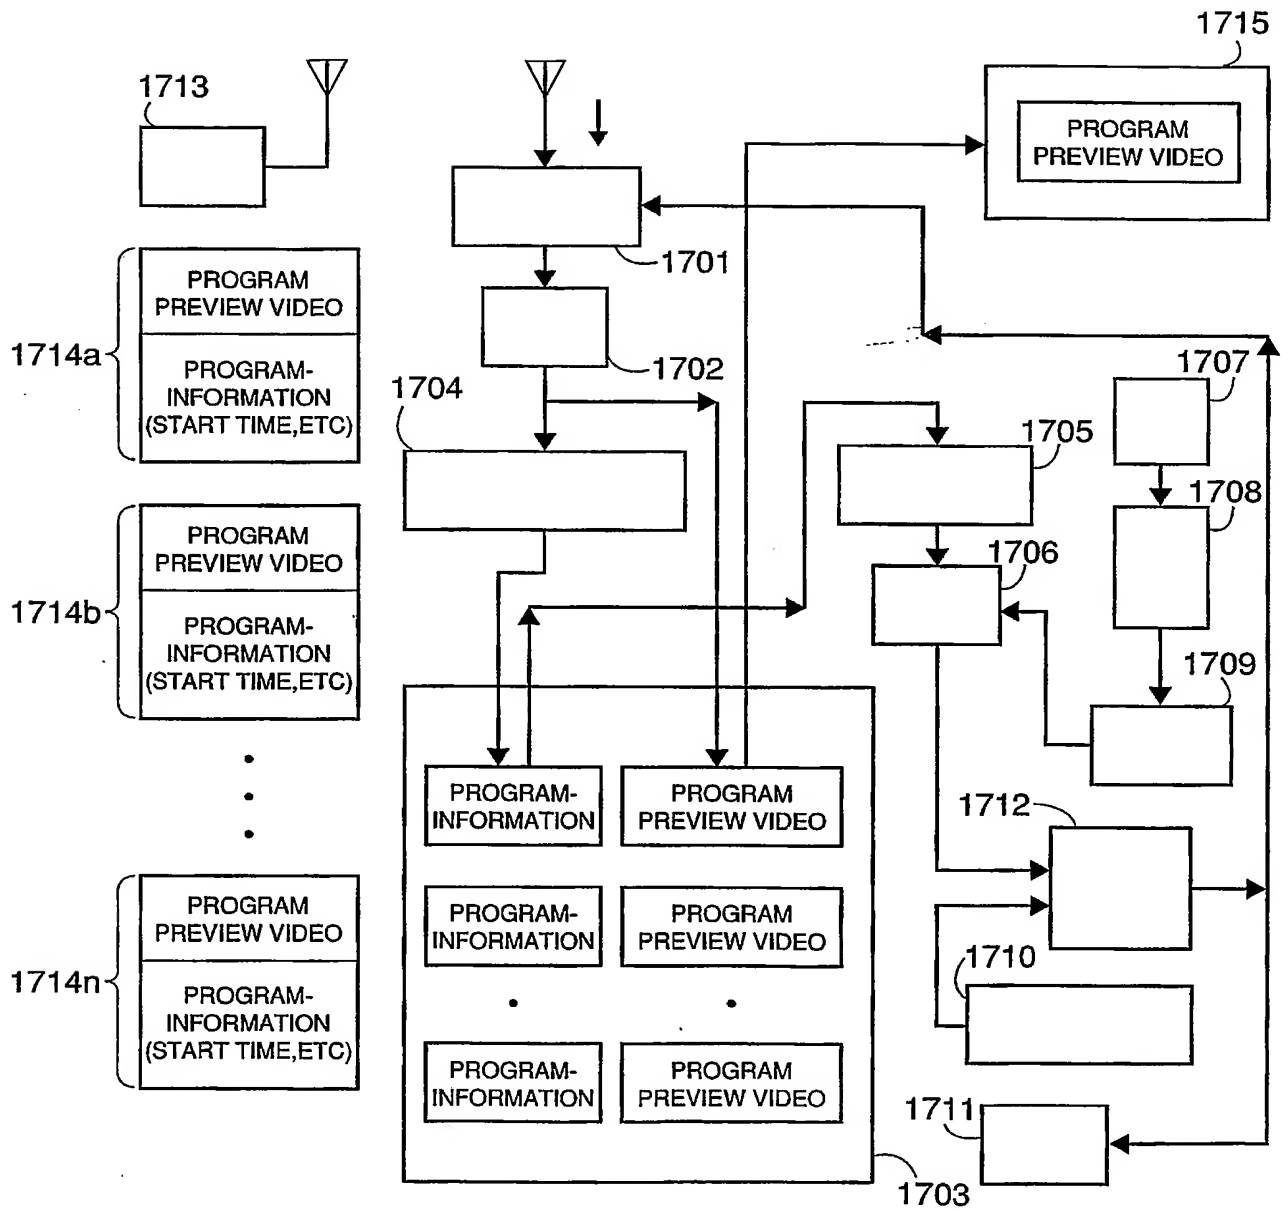 1715
1713
PROGRAM
PREVIEW VIDEO
1701
PROGRAM
PREVIEW VIDEO
1714a
PROGRAM-
INFORMATION
(START TIME,ETC)
1702
1704
1707
1705
1708
PROGRAM
PREVIEW VIDEO
1714b
PROGRAM-
INFORMATION
(START TIME,ETC)
1706
1709
PROGRAM-
INFORMATION
PROGRAM
PREVIEW VIDEO
1712
PROGRAM
PREVIEW VIDEO
1714n
PROGRAM-
INFORMATION
(START TIME,ETC)
PROGRAM-
INFORMATION
PROGRAM
PREVIEW VIDEO
1710
PROGRAM-
INFORMATION
PROGRAM
PREVIEW VIDEO
1711
1703